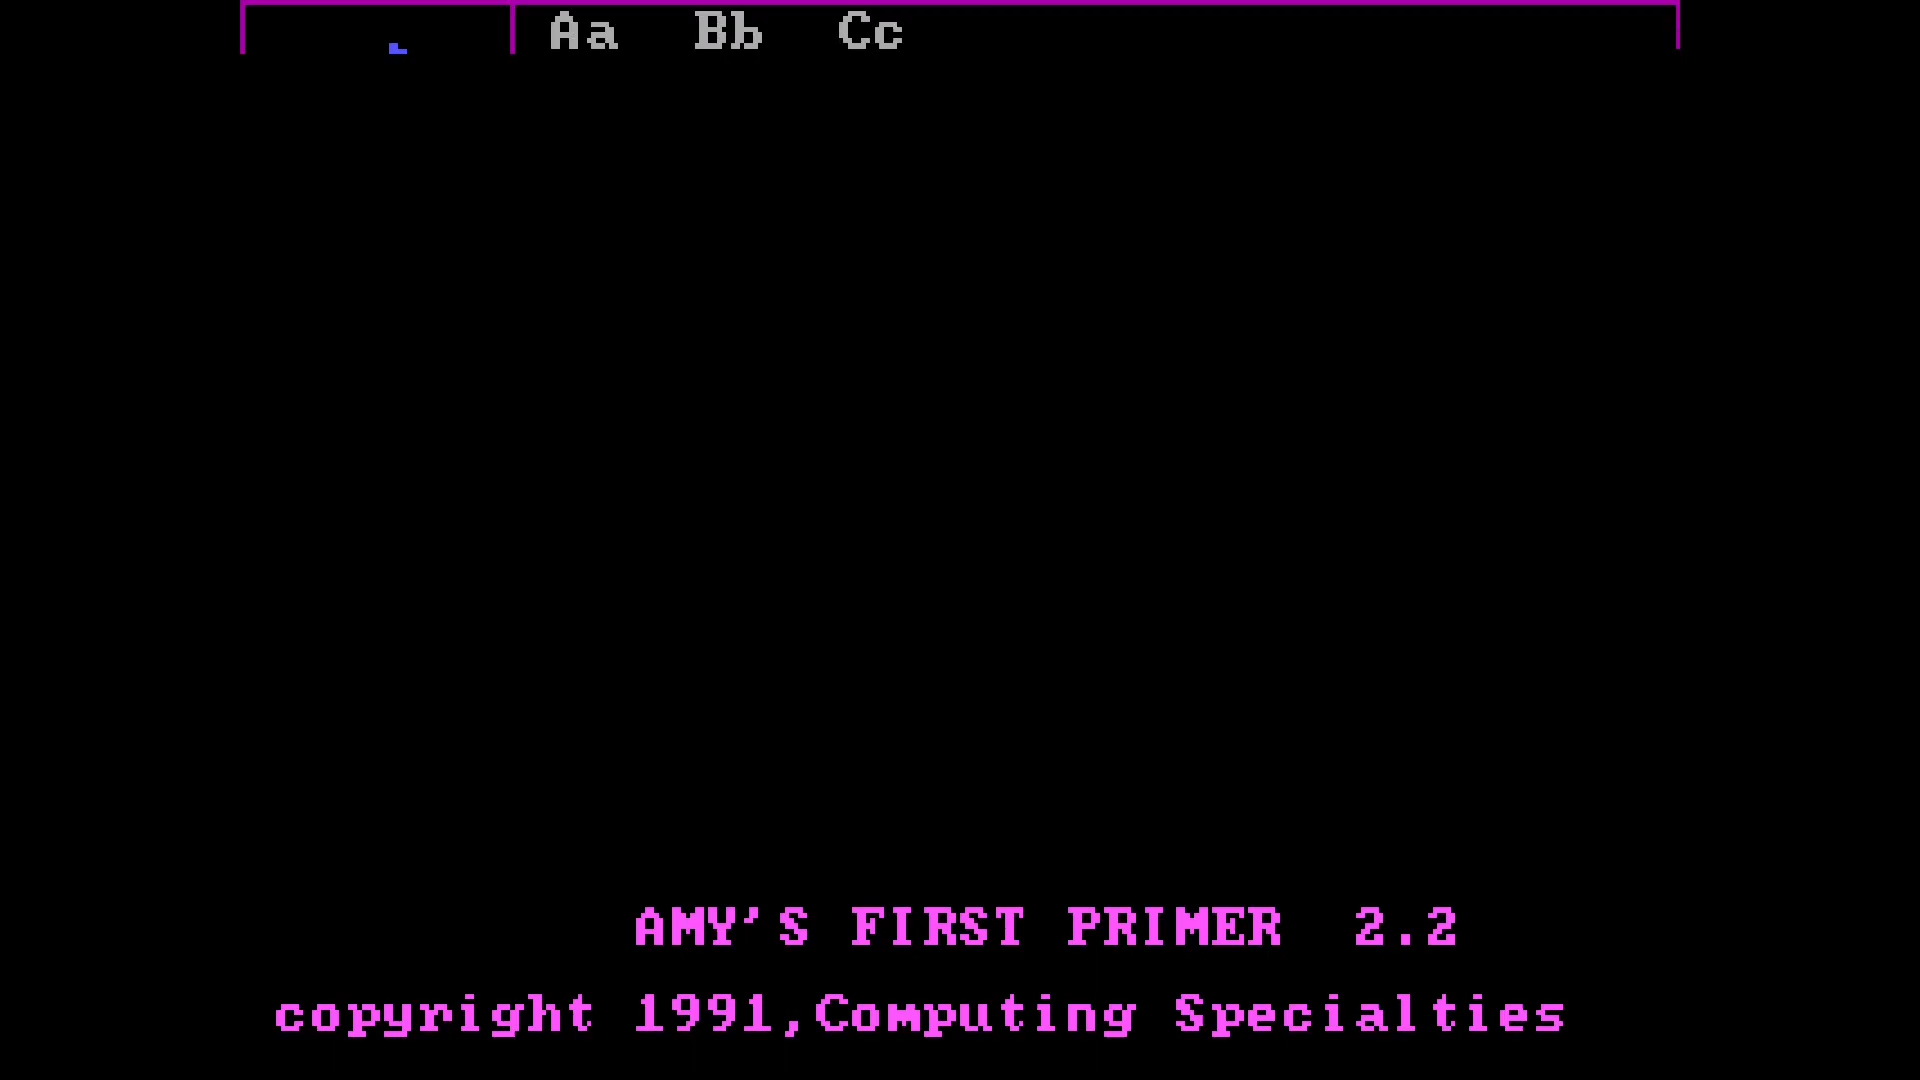 Aa Bb Cc
AMY'S FIRST PRIMER 2.2
copyright 1991,Computing Specialties